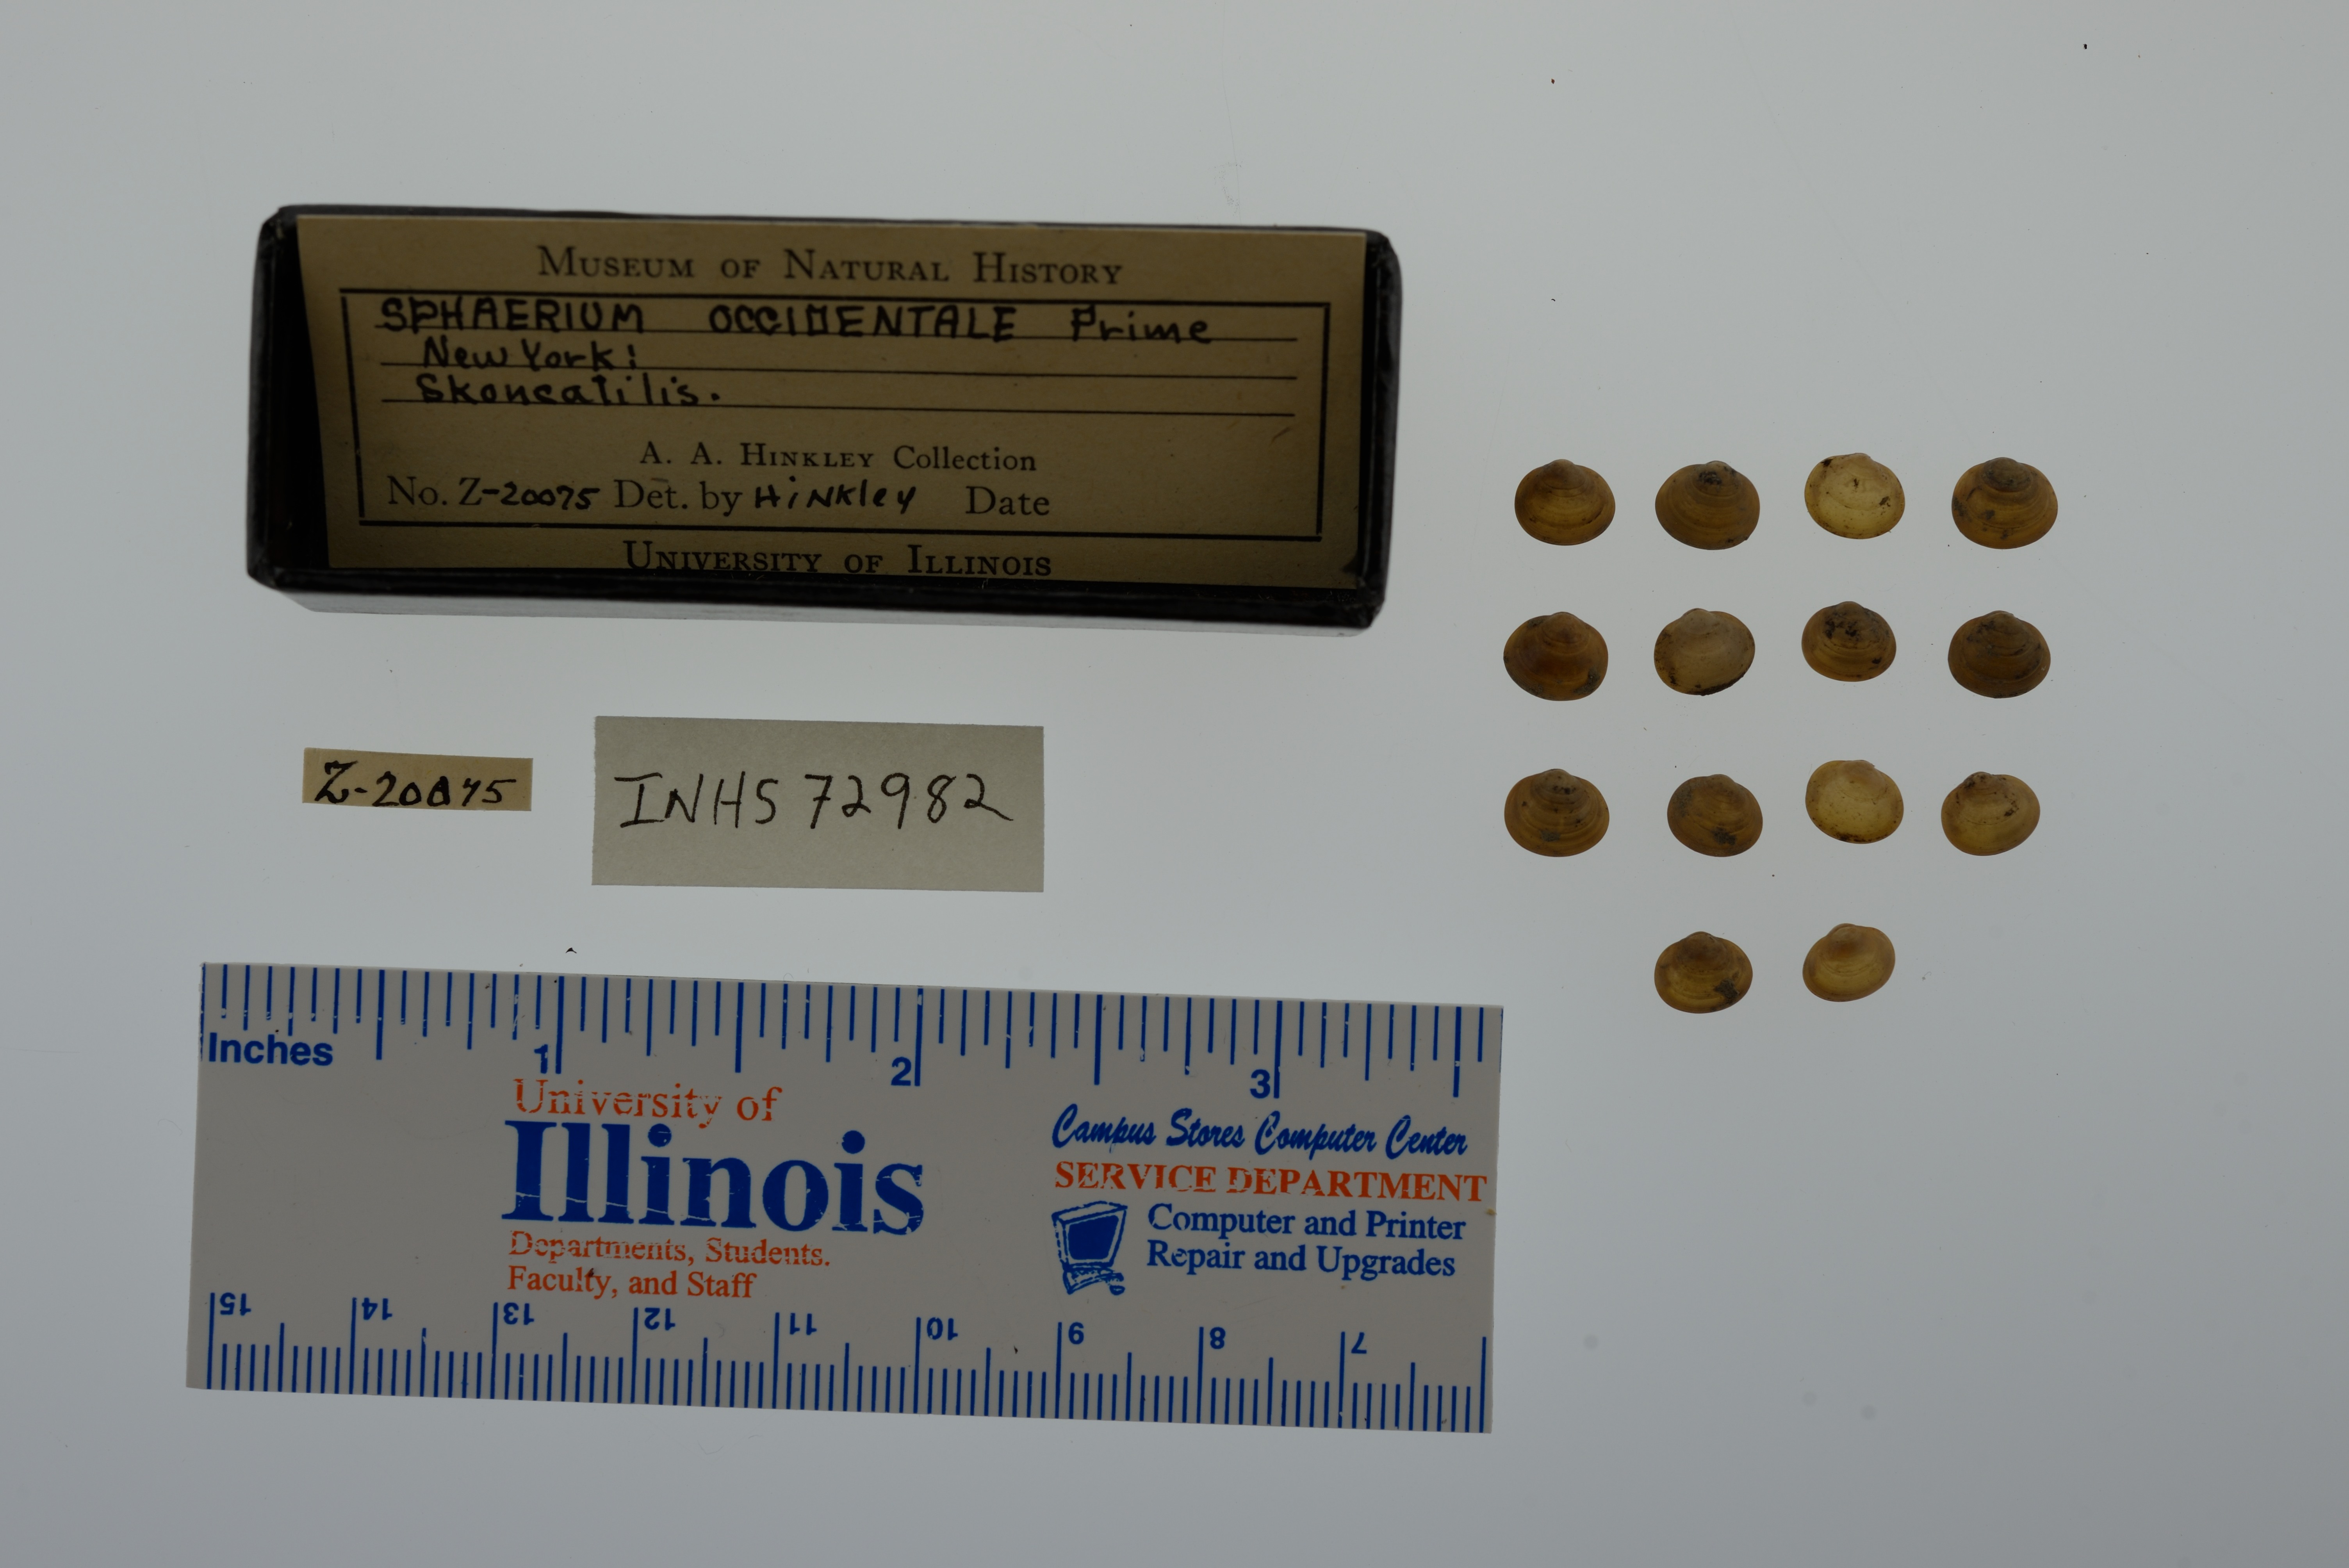 MUSEUM OF NATURAL HISTORY
SPHAERIUM OCCIDENTALE Prime
New York:
Skoncatilis.
A. A. HINKLEY Collection
No. Z-20075 Det. by HiNKley Date
UNIVERSITY OF ILLINOIS
Z-20075
INHS 72982
Inches 1 2 3
University of
Illinois
Departments, Students.
Faculty, and Staff
Campus Stores Computer Center
SERVICE DEPARTMENT
Computer and Printer
Repair and Upgrades
15 14 13 12 11 10 9 8 7